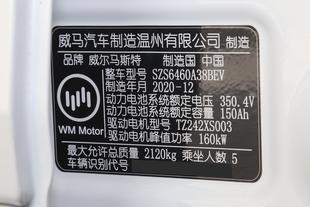 威马汽车制造温州有限公司 制造
品牌 威尔马斯特 制造国 中国
整车型号 SZS6460A38BEV
制造年月 2020-12
动力电池系统额定电压 350.4V
动力电池系统额定容量 150Ah
驱动电机型号 TZ242XS003
驱动电机峰值功率 160kW
WM Motor
最大允许总质量 2120kg 乘坐人数 5
车辆识别代号